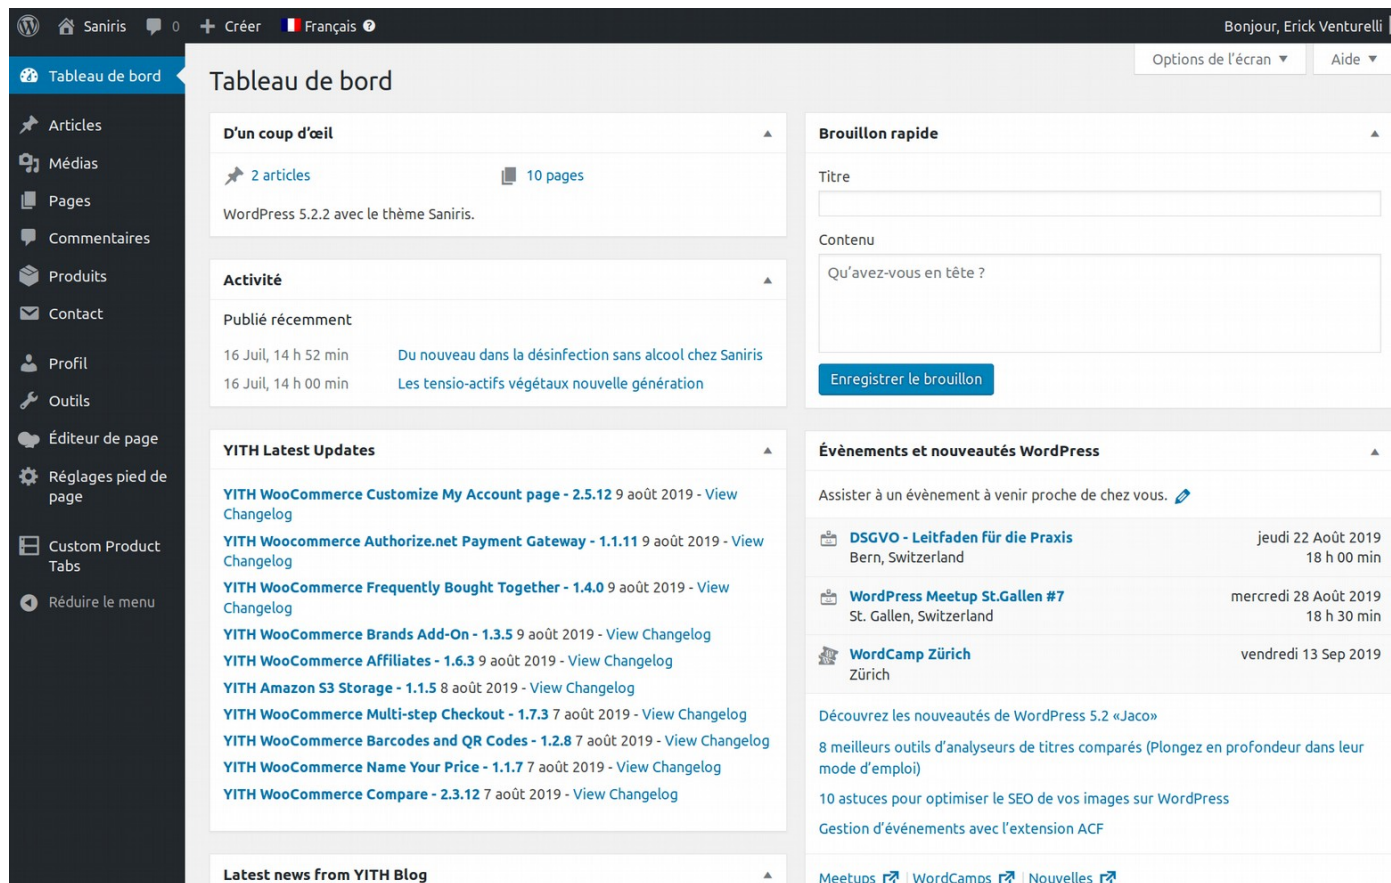 Saniris 0 Créer Français Bonjour, Erick Venturelli
Options de l'écran Aide
Tableau de bord
Articles
Médias
Pages
Commentaires
Produits
Contact
Profil
Outils
Éditeur de page
Réglages pied de
page
Custom Product
Tabs
Réduire le menu
Tableau de bord
D'un coup d'œil
2 articles 10 pages
WordPress 5.2.2 avec le thème Saniris.
Activité
Publié récemment
16 Juil, 14 h 52 min Du nouveau dans la désinfection sans alcool chez Saniris
16 Juil, 14 h 00 min Les tensio-actifs végétaux nouvelle génération
YITH Latest Updates
YITH WooCommerce Customize My Account page - 2.5.12 9 août 2019 - View
Changelog
YITH Woocommerce Authorize.net Payment Gateway - 1.1.11 9 août 2019 - View
Changelog
YITH WooCommerce Frequently Bought Together - 1.4.0 9 août 2019 - View
Changelog
YITH WooCommerce Brands Add-On - 1.3.5 9 août 2019 - View Changelog
YITH WooCommerce Affiliates - 1.6.3 9 août 2019 - View Changelog
YITH Amazon S3 Storage - 1.1.5 8 août 2019 - View Changelog
YITH WooCommerce Multi-step Checkout - 1.7.3 7 août 2019 - View Changelog
YITH WooCommerce Barcodes and QR Codes - 1.2.8 7 août 2019 - View Changelog
YITH WooCommerce Name Your Price - 1.1.7 7 août 2019 - View Changelog
YITH WooCommerce Compare - 2.3.12 7 août 2019 - View Changelog
Latest news from YITH Blog
Brouillon rapide
Titre
Contenu
Qu'avez-vous en tête ?
Enregistrer le brouillon
Évènements et nouveautés WordPress
Assister à un évènement à venir proche de chez vous.
DSGVO - Leitfaden für die Praxis jeudi 22 Août 2019
Bern, Switzerland 18 h 00 min
WordPress Meetup St.Gallen #7 mercredi 28 Août 2019
St. Gallen, Switzerland 18 h 30 min
WordCamp Zürich vendredi 13 Sep 2019
Zürich
Découvrez les nouveautés de WordPress 5.2 «Jaco»
8 meilleurs outils d'analyseurs de titres comparés (Plongez en profondeur dans leur
mode d'emploi)
10 astuces pour optimiser le SEO de vos images sur WordPress
Gestion d'événements avec l'extension ACF
Meetups | WordCamps | Nouvelles